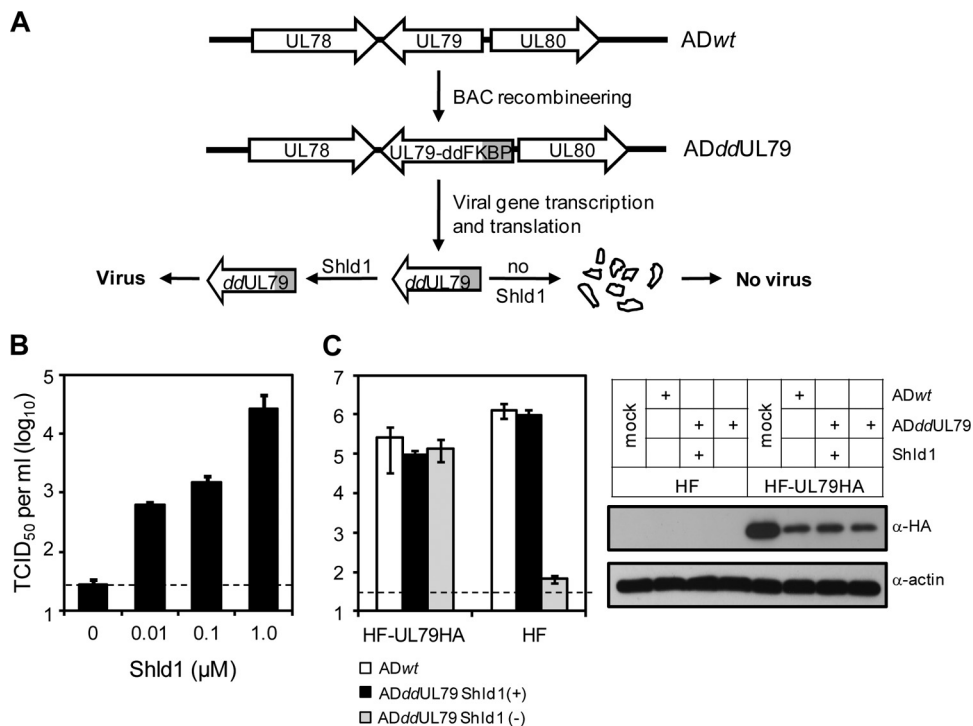 A
UL78 UL79 UL80 ADwt
BAC recombineering
UL78 UL79-ddFKBP UL80 ADddUL79
Viral gene transcription
and translation
Virus ddUL79 Shld1 ddUL79 no Shld1 No virus
B
TCID50 per ml (log10)
5
4
3
2
1
0 0.01 0.1 1.0
Shld1 (µM)
C
7
6
5
4
3
2
1
HF-UL79HA HF
ADwt
ADddUL79 Shld1(+)
ADddUL79 Shld1 (-)
mock + mock + ADwt
+ + + + ADddUL79
+ + Shld1
HF HF-UL79HA
α-HA
α-actin